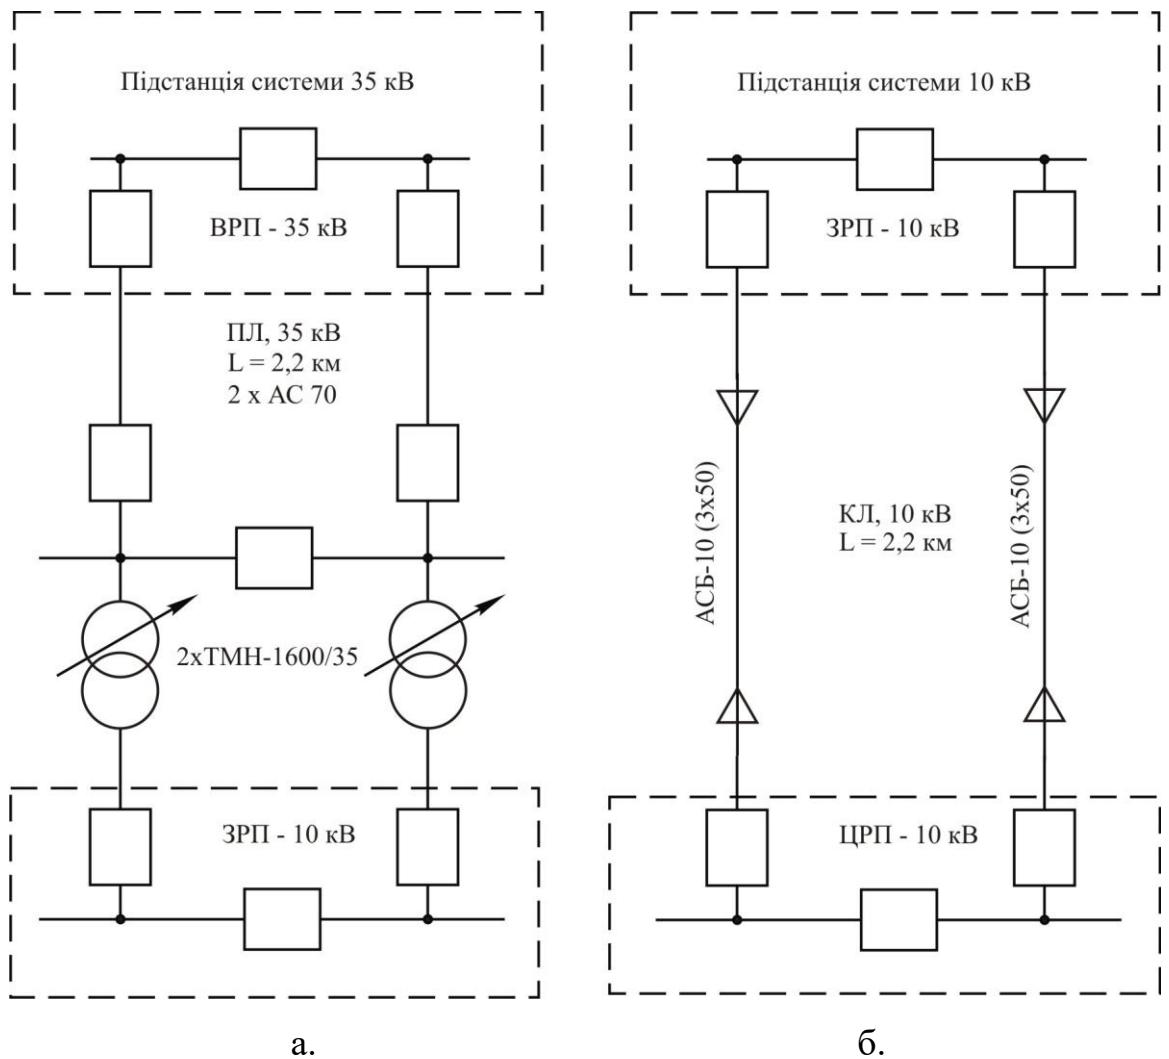 Підстанція системи 35 кВ
ВРП - 35 кВ
ПЛ, 35 кВ
L = 2,2 км
2 х АС 70
2хТМН-1600/35
ЗРП - 10 кВ
а.
Підстанція системи 10 кВ
ЗРП - 10 кВ
АСБ-10 (3х50)
КЛ, 10 кВ
L = 2,2 км
АСБ-10 (3х50)
ЦРП - 10 кВ
б.